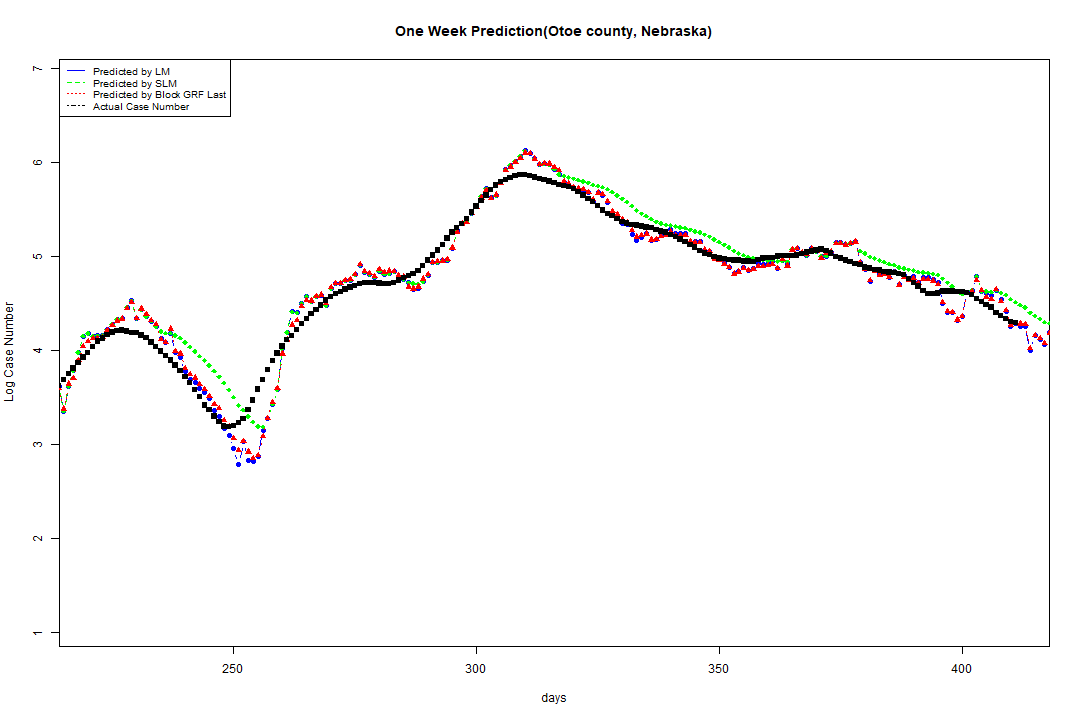 One Week Prediction(Otoe county, Nebraska)
Predicted by LM
Predicted by SLM
Predicted by Block GRF Last
Actual Case Number
7
6
5
4
3
2
1
Log Case Number
250
300
350
400
days